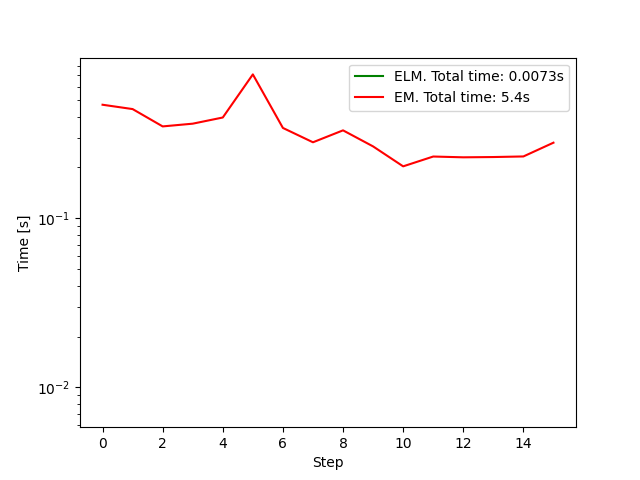 ELM. Total time: 0.0073s
EM. Total time: 5.4s
10⁻¹
10⁻²
Time [s]
0 2 4 6 8 10 12 14
Step